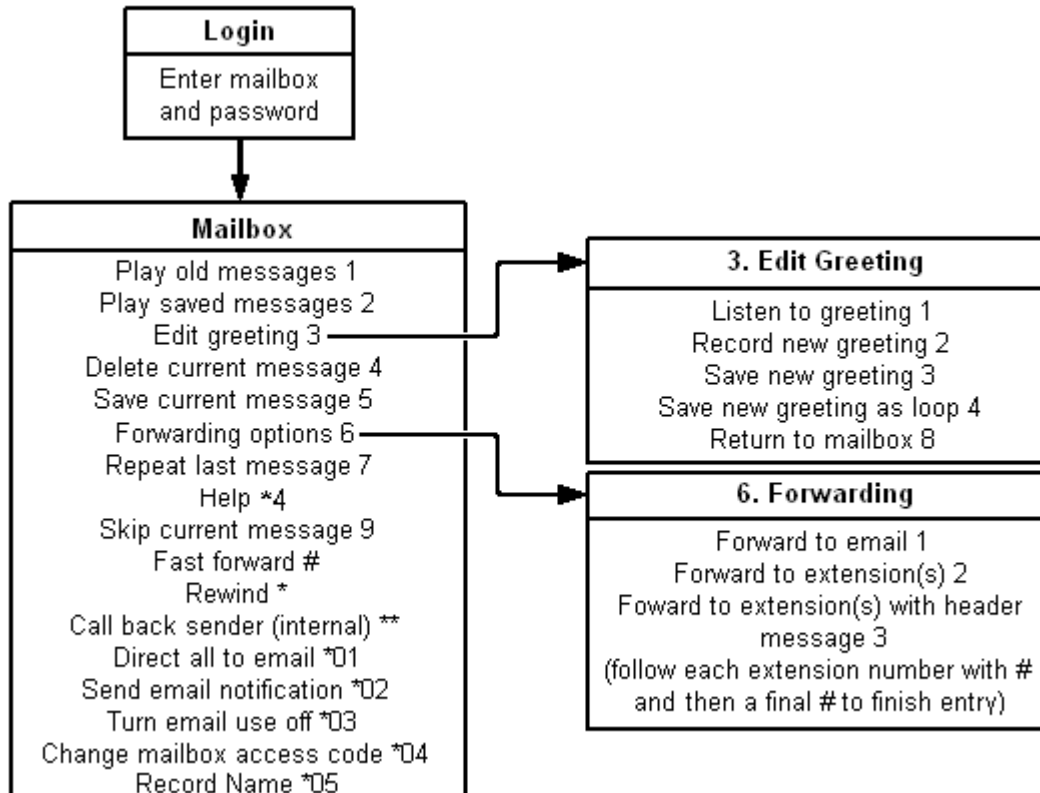 Login
Enter mailbox
and password
Mailbox
Play old messages 1
Play saved messages 2
Edit greeting 3
Delete current message 4
Save current message 5
Forwarding options 6
Repeat last message 7
Help *4
Skip current message 9
Fast forward #
Rewind *
Call back sender (internal) **
Direct all to email *01
Send email notification *02
Turn email use off *03
Change mailbox access code *04
Record Name *05
3. Edit Greeting
Listen to greeting 1
Record new greeting 2
Save new greeting 3
Save new greeting as loop 4
Return to mailbox 8
6. Forwarding
Forward to email 1
Forward to extension(s) 2
Foward to extension(s) with header
message 3
(follow each extension number with #
and then a final # to finish entry)